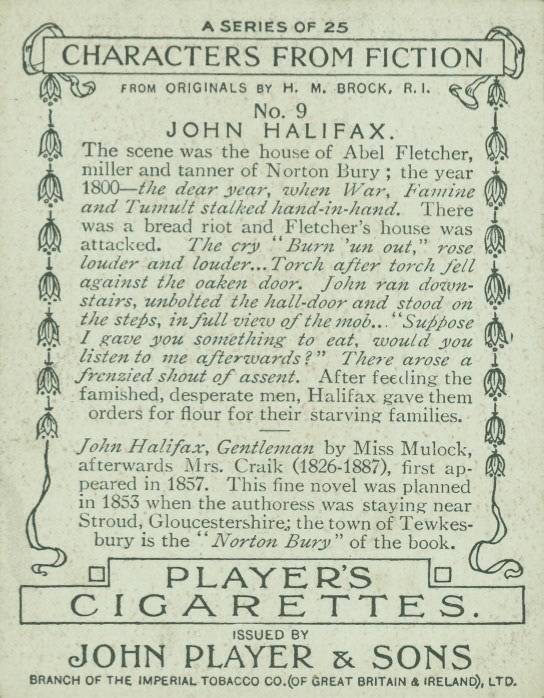 A SERIES OF 25
CHARACTERS FROM FICTION
FROM ORIGINALS BY H. M. BROCK, R.I.
No. 9
JOHN HALIFAX.
The scene was the house of Abel Fletcher,
miller and tanner of Norton Bury; the year
1800—the dear year, when War, Famine
and Tumult stalked hand-in-hand. There
was a bread riot and Fletcher's house was
attacked. The cry "Burn 'un out," rose
louder and louder...Torch after torch fell
against the oaken door. John ran down-
stairs, unbolted the hall-door and stood on
the steps, in full view of the mob..."Suppose
I gave you something to eat, would you
listen to me afterwards?" There arose a
frenzied shout of assent. After feeding the
famished, desperate men, Halifax gave them
orders for flour for their starving families.
John Halifax, Gentleman by Miss Mulock,
afterwards Mrs. Craik (1826-1887), first ap-
peared in 1857. This fine novel was planned
in 1853 when the authoress was staying near
Stroud, Gloucestershire; the town of Tewkes-
bury is the "Norton Bury" of the book.
PLAYER'S
CIGARETTES.
ISSUED BY
JOHN PLAYER & SONS
BRANCH OF THE IMPERIAL TOBACCO CO. (OF GREAT BRITAIN & IRELAND), LTD.